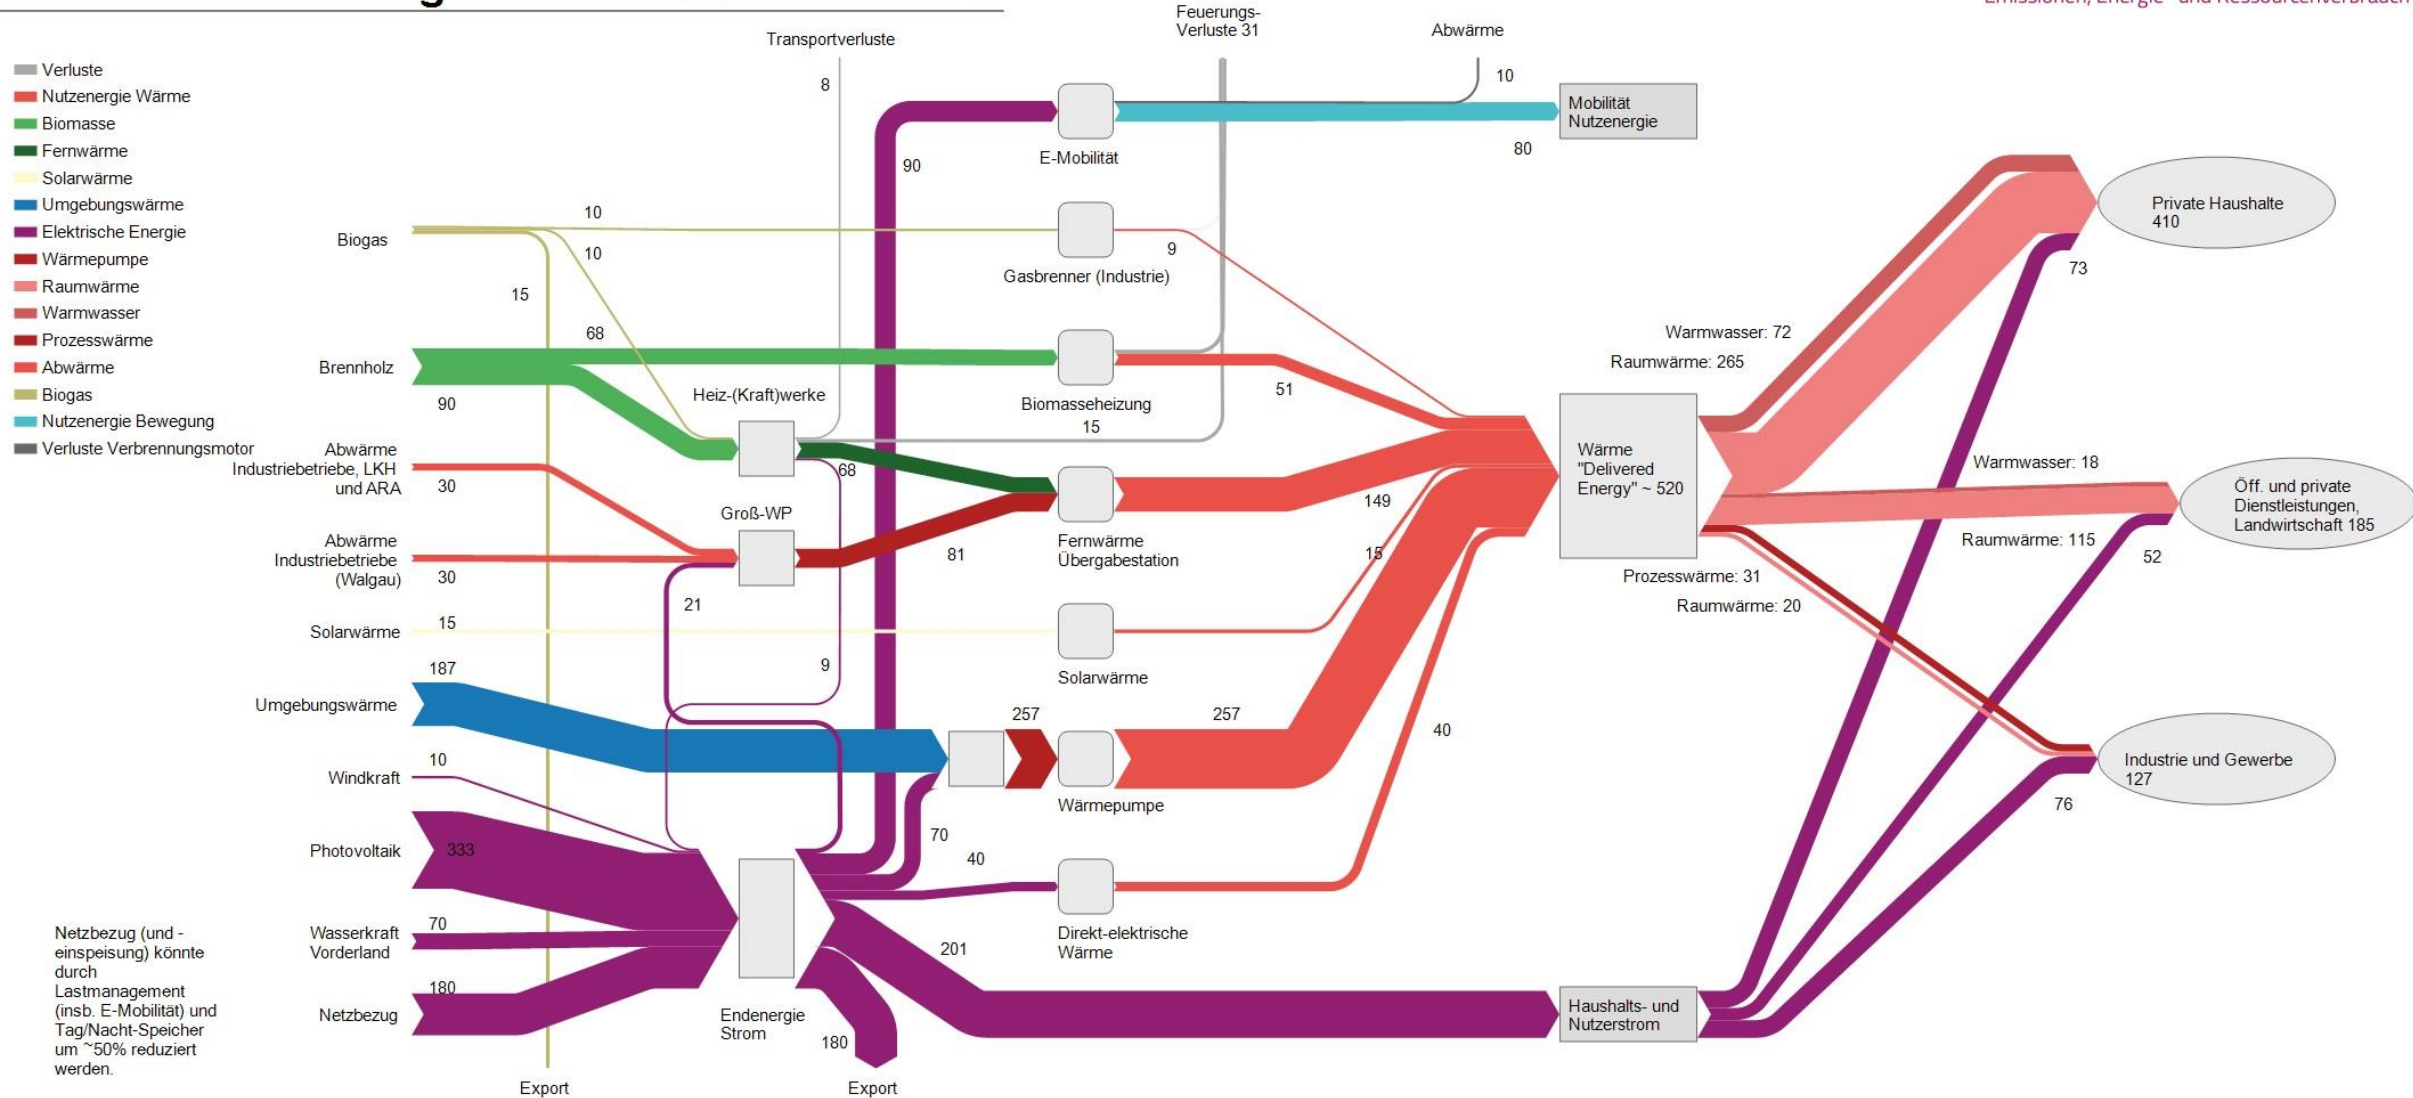 Emissionen, Energie- und Ressourcenverbrauch
Transportverluste
8
Feuerungs-
Verluste 31
Abwärme
10
Verluste
Nutzenergie Wärme
Biomasse
Fernwärme
Solarwärme
Umgebungswärme
Elektrische Energie
Wärmepumpe
Raumwärme
Warmwasser
Prozesswärme
Abwärme
Biogas
Nutzenergie Bewegung
Verluste Verbrennungsmotor
Biogas
10
10
15
Brennholz
68
90
Abwärme
Industriebetriebe, LKH
und ARA
30
Abwärme
Industriebetriebe
(Walgau)
30
Solarwärme
15
187
Umgebungswärme
10
Windkraft
Photovoltaik
333
70
Wasserkraft
Vorderland
180
Netzbezug
Netzbezug (und -
einspeisung) könnte
durch
Lastmanagement
(insb. E-Mobilität) und
Tag/Nacht-Speicher
um ~50% reduziert
werden.
Export
Heiz-(Kraft)werke
68
Groß-WP
81
21
9
Endenergie
Strom
180
Export
90
70
40
201
E-Mobilität
80
Mobilität
Nutzenergie
Gasbrenner (Industrie)
9
Biomasseheizung
15
51
Fernwärme
Übergabestation
149
15
Solarwärme
257
257
Wärmepumpe
40
Direkt-elektrische
Wärme
Wärme
"Delivered
Energy" ~ 520
Haushalts- und
Nutzerstrom
Warmwasser: 72
Raumwärme: 265
Private Haushalte
410
73
Warmwasser: 18
Raumwärme: 115
Öff. und private
Dienstleistungen,
Landwirtschaft 185
52
Prozesswärme: 31
Raumwärme: 20
Industrie und Gewerbe
127
76